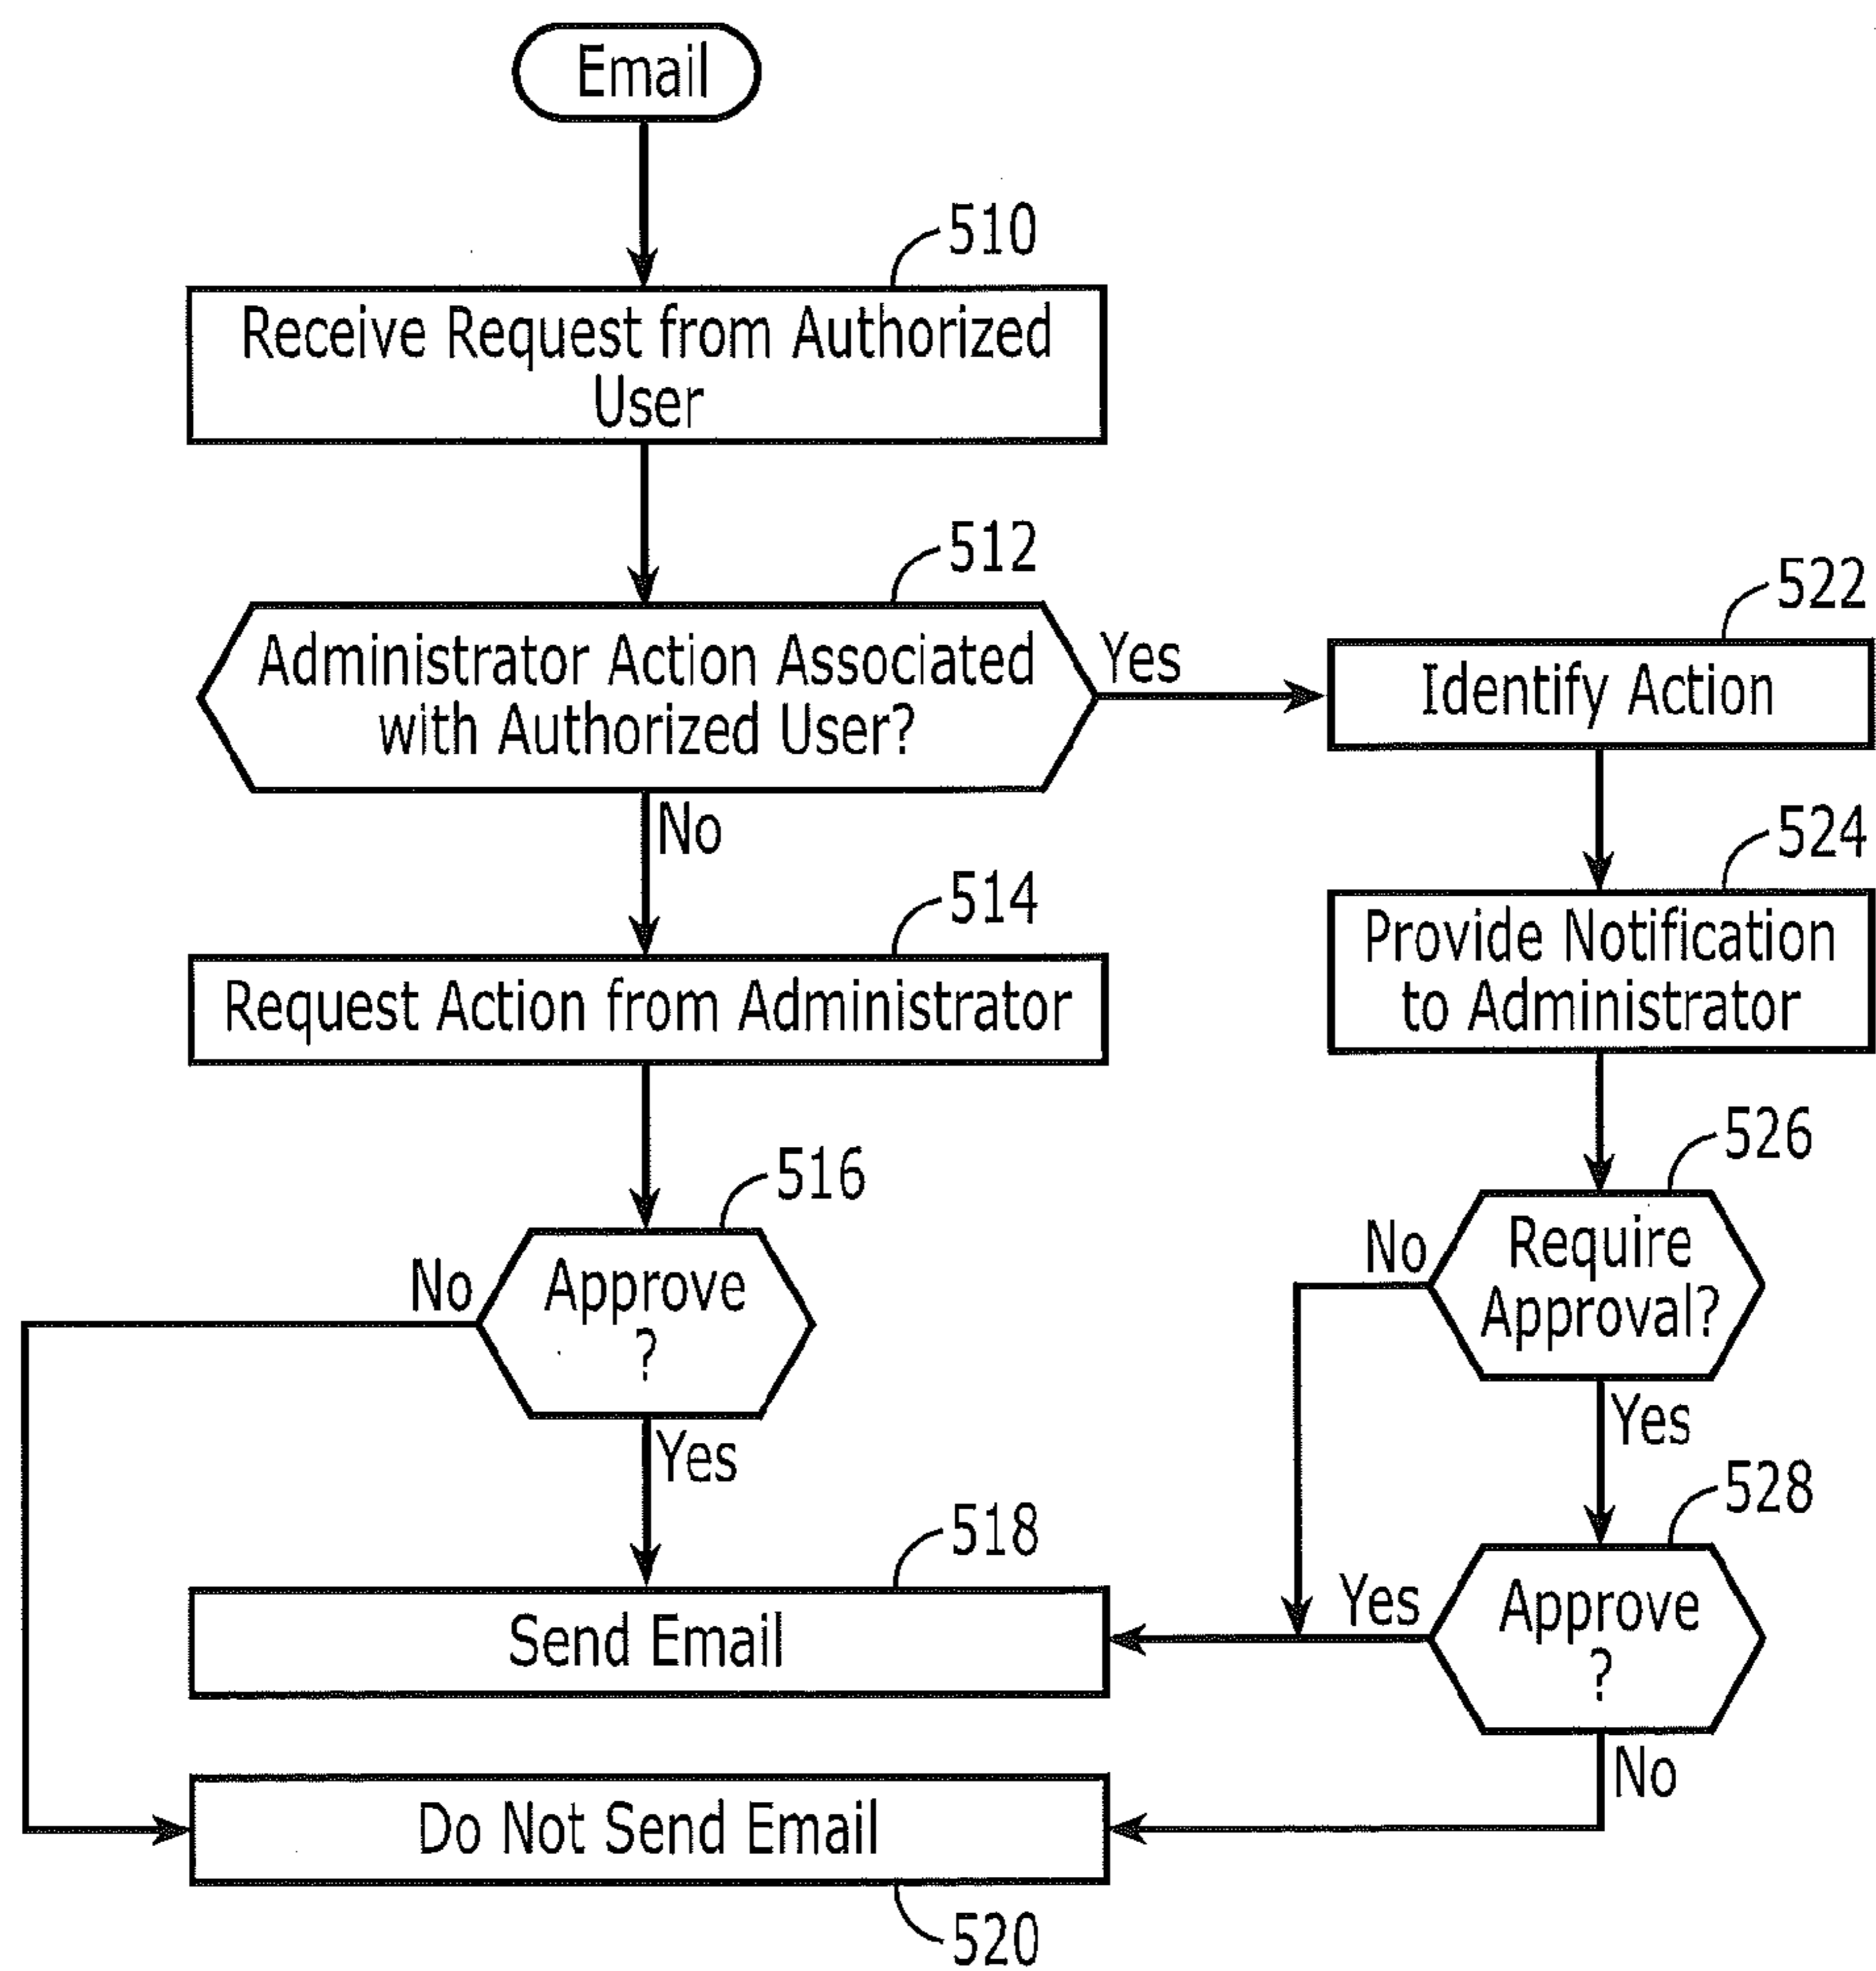 Email
510
Receive Request from Authorized
User
512
Administrator Action Associated
with Authorized User?
Yes
522
Identify Action
No
524
Provide Notification
to Administrator
514
Request Action from Administrator
526
Require
Approval?
No
Yes
516
Approve
?
No
Yes
528
Approve
?
Yes
No
518
Send Email
Do Not Send Email
520